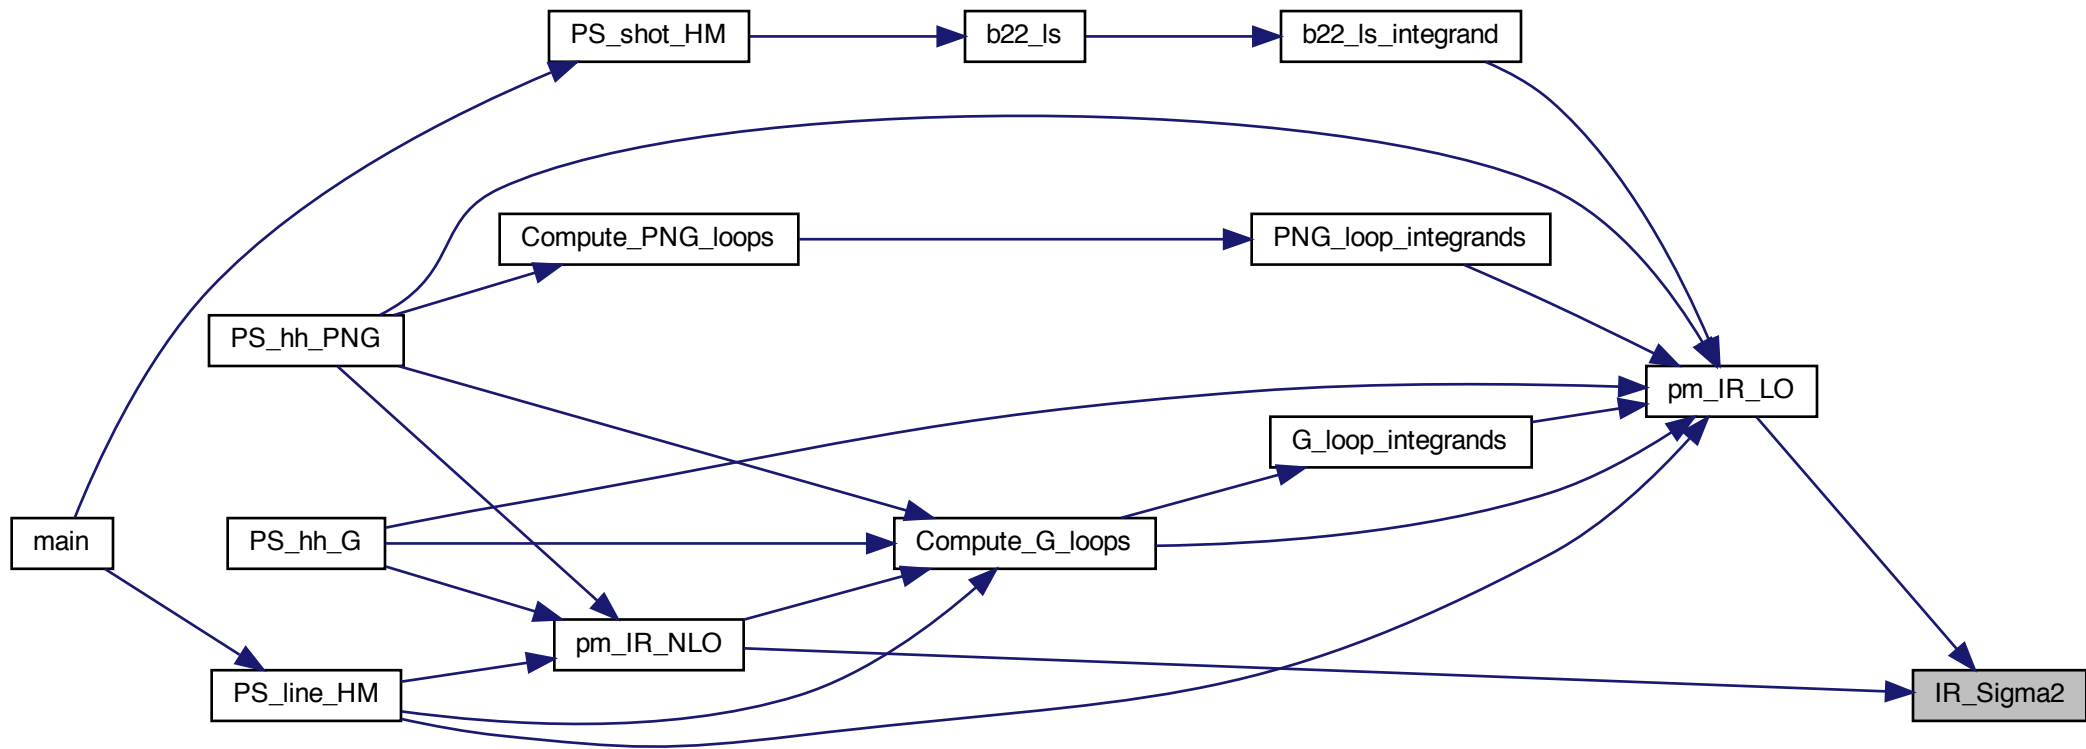 PS_shot_HM
b22_ls
b22_ls_integrand
Compute_PNG_loops
PNG_loop_integrands
PS_hh_PNG
pm_IR_LO
G_loop_integrands
main
PS_hh_G
Compute_G_loops
pm_IR_NLO
PS_line_HM
IR_Sigma2